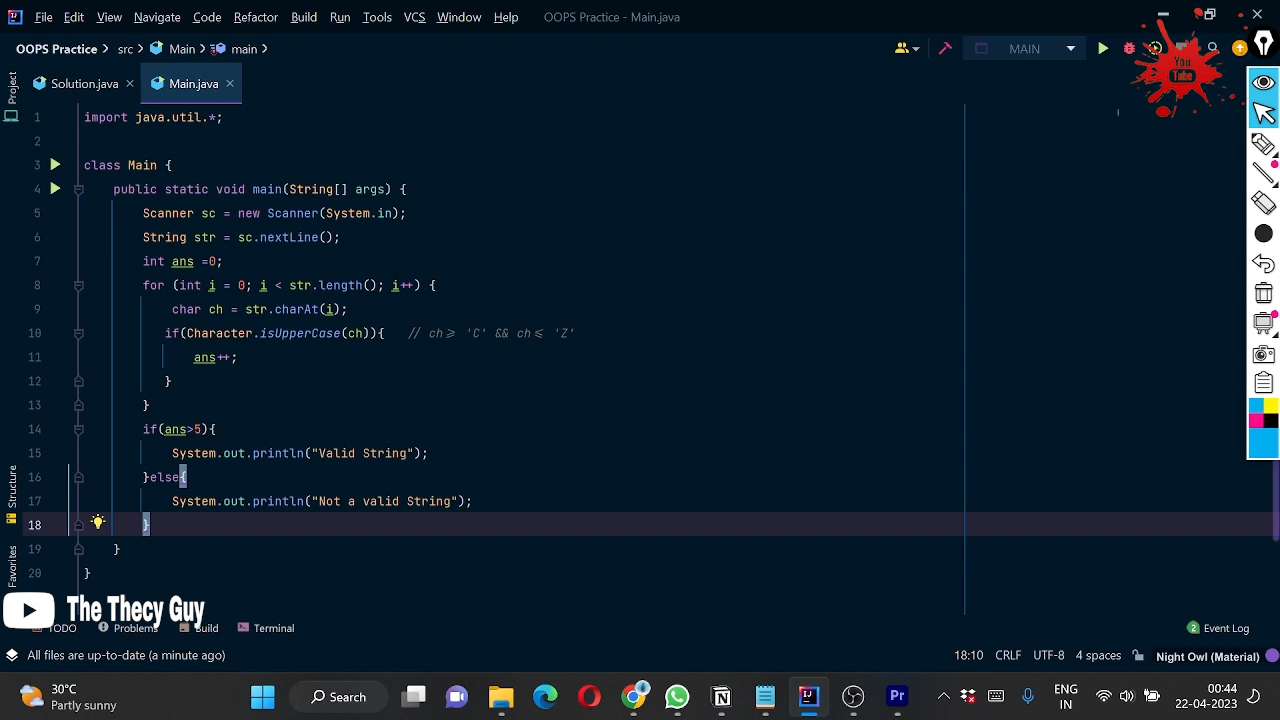 File Edit View Navigate Code Refactor Build Run Tools VCS Window Help OOPS Practice - Main.java
OOPS Practice src Main main MAIN
You
Tube
Project
Solution.java Main.java
1 import java.util.*;
2
3 class Main {
4 public static void main(String[] args) {
5 Scanner sc = new Scanner(System.in);
6 String str = sc.nextLine();
7 int ans =0;
8 for (int i = 0; i < str.length(); i++) {
9 char ch = str.charAt(i);
10 if(Character.isUpperCase(ch)){ // ch>= 'C' && ch<= 'Z'
11 ans++;
12 }
13 }
14 if(ans>5){
15 System.out.println("Valid String");
16 }else{
17 System.out.println("Not a valid String");
18 }
19 }
20 }
Structure
Favorites
The Thecy Guy
TODO Problems Build Terminal 2 Event Log
All files are up-to-date (a minute ago) 18:10 CRLF UTF-8 4 spaces Night Owl (Material)
30°C
Partly sunny
Search
Pr
ENG
IN
00:44
22-04-2023